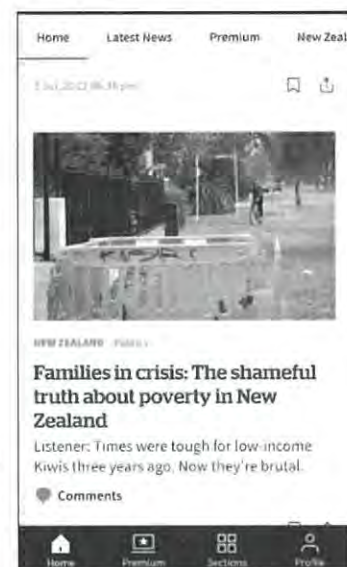 Home Latest News Premium New Zeal
NEW ZEALAND
Families in crisis: The shameful
truth about poverty in New
Zealand
Listener: Times were tough for low-income
Kiwis three years ago. Now they're brutal.
Comments
Home Premium Sections Profile